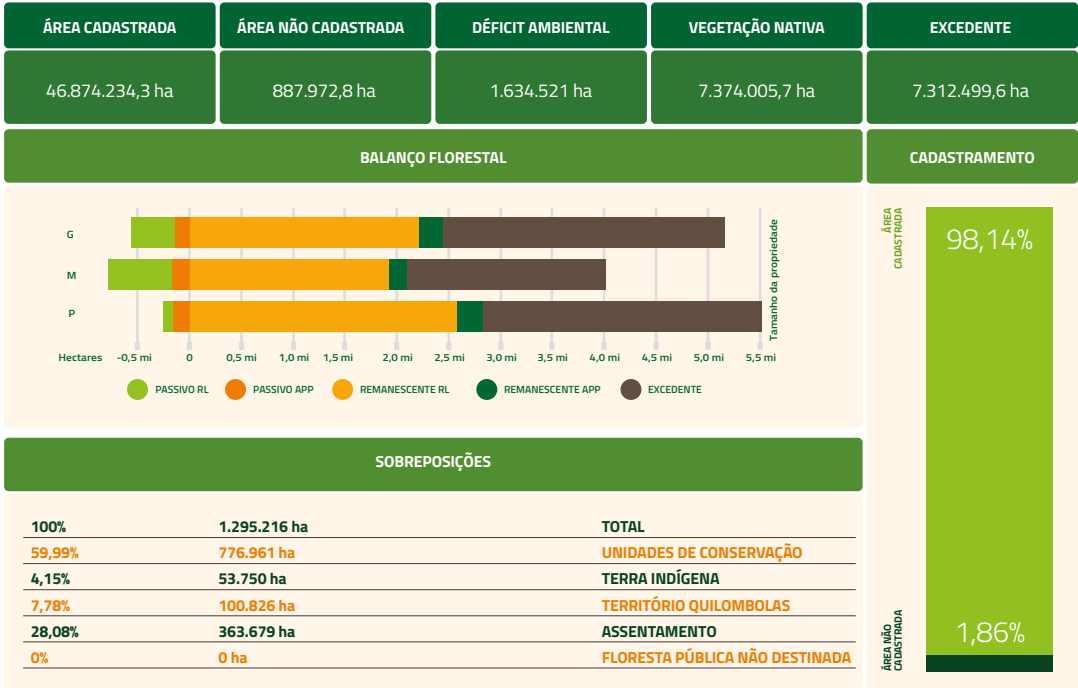 ÁREA CADASTRADA
46.874.234,3 ha
ÁREA NÃO CADASTRADA
887.972,8 ha
DÉFICIT AMBIENTAL
1.634.521 ha
VEGETAÇÃO NATIVA
7.374.005,7 ha
EXCEDENTE
7.312.499,6 ha
BALANÇO FLORESTAL
G
M
P
Tamanho da propriedade
Hectares -0,5 mi 0 0,5 mi 1,0 mi 1,5 mi 2,0 mi 2,5 mi 3,0 mi 3,5 mi 4,0 mi 4,5 mi 5,0 mi 5,5 mi
PASSIVO RL PASSIVO APP REMANESCENTE RL REMANESCENTE APP EXCEDENTE
SOBREPOSIÇÕES
100% 1.295.216 ha TOTAL
59,99% 776.961 ha UNIDADES DE CONSERVAÇÃO
4,15% 53.750 ha TERRA INDÍGENA
7,78% 100.826 ha TERRITÓRIO QUILOMBOLAS
28,08% 363.679 ha ASSENTAMENTO
0% 0 ha FLORESTA PÚBLICA NÃO DESTINADA
CADASTRAMENTO
ÁREA
CADASTRADA
98,14%
ÁREA NÃO
CADASTRADA
1,86%